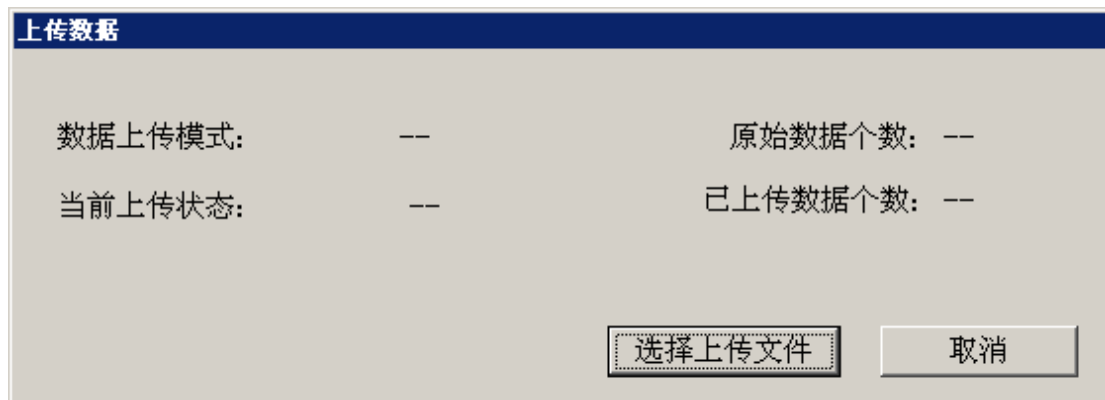 上传数据
数据上传模式: -- 原始数据个数: --
当前上传状态: -- 已上传数据个数: --
选择上传文件 取消